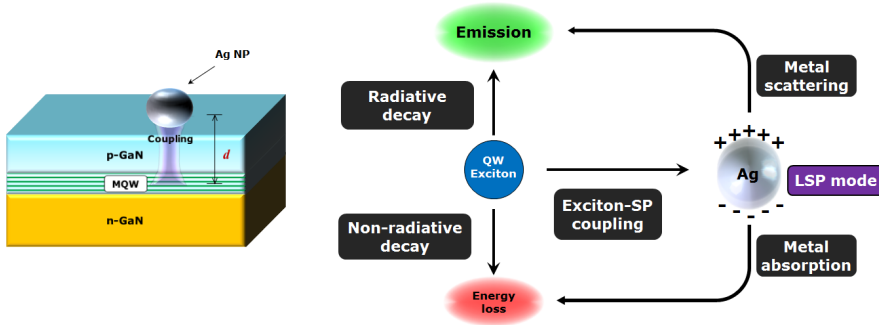 Ag NP
Coupling
d
p-GaN
MQW
n-GaN
Emission
Radiative
decay
QW
Exciton
Non-radiative
decay
Energy
loss
Exciton-SP
coupling
Metal
scattering
+++++++
Ag
LSP mode
- - - - - - -
Metal
absorption